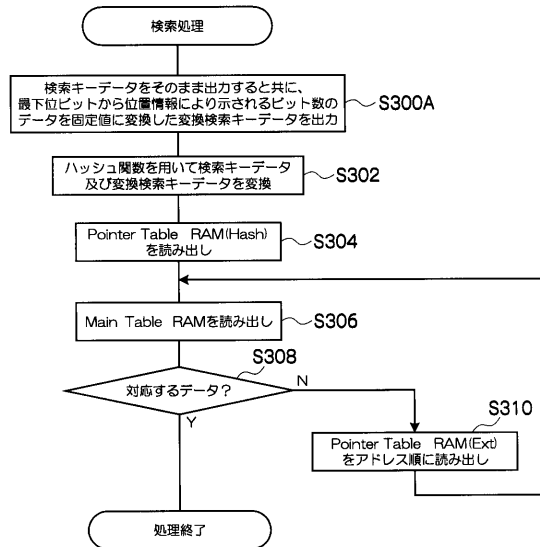 検索処理
検索キーデータをそのまま出力すると共に、
最下位ビットから位置情報により示されるビット数の
データを固定値に変換した変換検索キーデータを出力
S300A
ハッシュ関数を用いて検索キーデータ
及び変換検索キーデータを変換
S302
Pointer Table RAM(Hash)
を読み出し
S304
Main Table RAMを読み出し
S306
S308
対応するデータ?
N
Y
S310
Pointer Table RAM(Ext)
をアドレス順に読み出し
処理終了